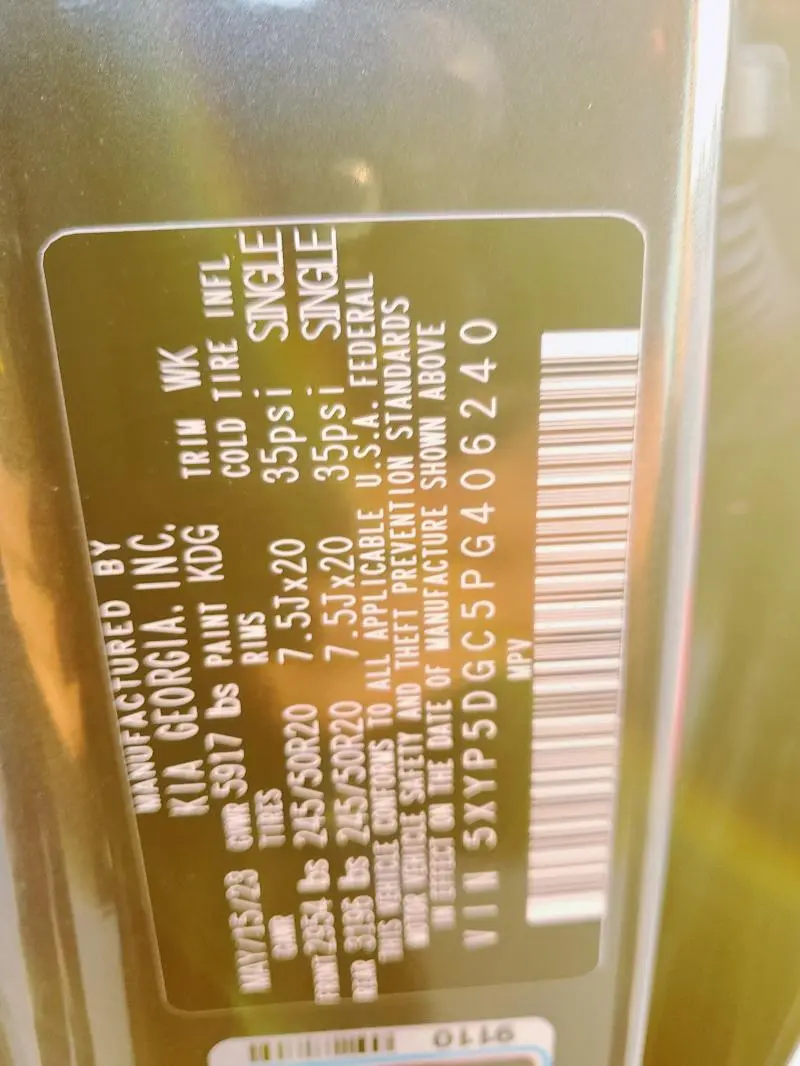 MANUFACTURED BY
KIA GEORGIA. INC.
MAY/15/23 GVWR 5917 lbs PAINT KDG TRIM WK
GAWR TIRES RIMS COLD TIRE INFL
FRONT 2954 lbs 245/50R20 7.5Jx20 35psi SINGLE
REAR 3196 lbs 245/50R20 7.5Jx20 35psi SINGLE
THIS VEHICLE CONFORMS TO ALL APPLICABLE U.S.A. FEDERAL
MOTOR VEHICLE SAFETY AND THEFT PREVENTION STANDARDS
IN EFFECT ON THE DATE OF MANUFACTURE SHOWN ABOVE
VIN 5XYP5DGC5PG406240
MPV
9110